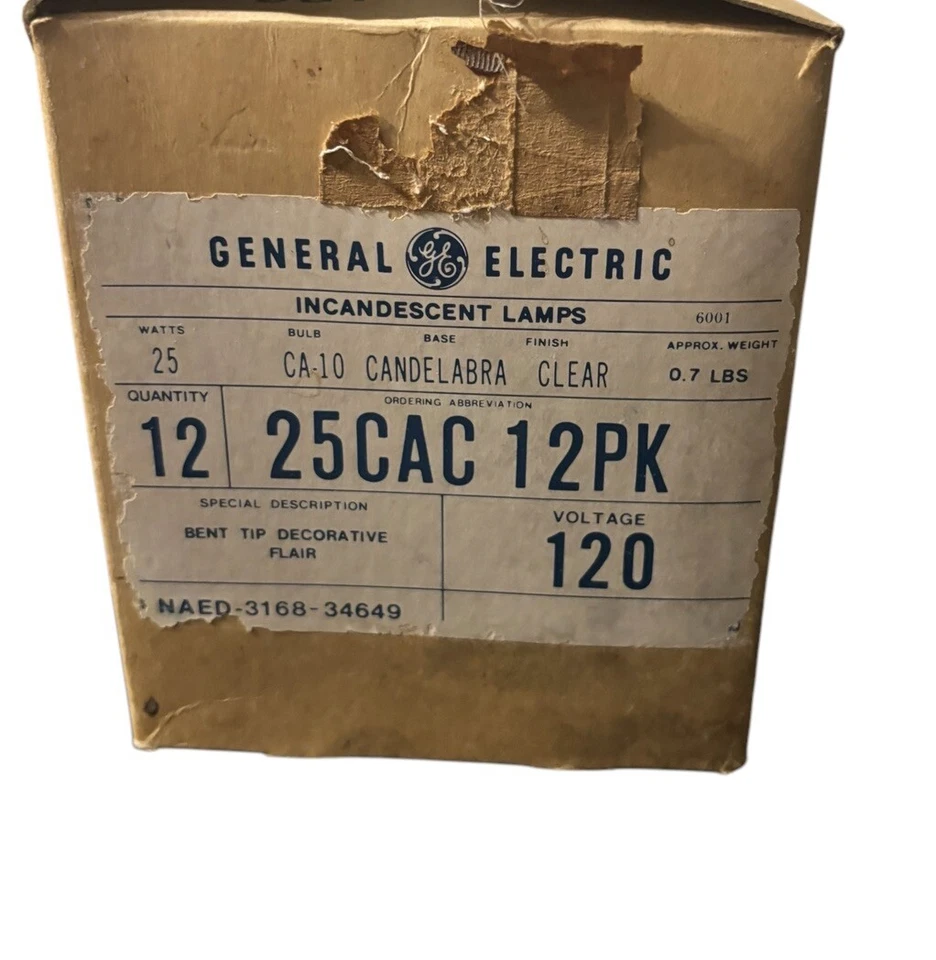 GENERAL GE ELECTRIC
INCANDESCENT LAMPS 6001
WATTS BULB BASE FINISH APPROX. WEIGHT
25 CA-10 CANDELABRA CLEAR 0.7 LBS
QUANTITY ORDERING ABBREVIATION
12 25CAC 12PK
SPECIAL DESCRIPTION VOLTAGE
BENT TIP DECORATIVE
FLAIR
120
NAED-3168-34649